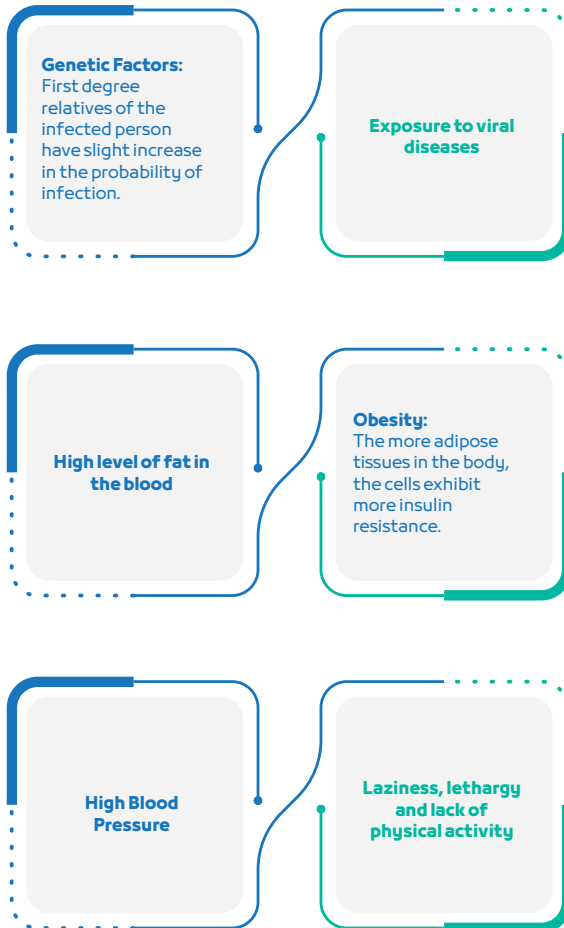 Genetic Factors:
First degree
relatives of the
infected person
have slight increase
in the probability of
infection.
Exposure to viral
diseases
High level of fat in
the blood
Obesity:
The more adipose
tissues in the body,
the cells exhibit
more insulin
resistance.
High Blood
Pressure
Laziness, lethargy
and lack of
physical activity